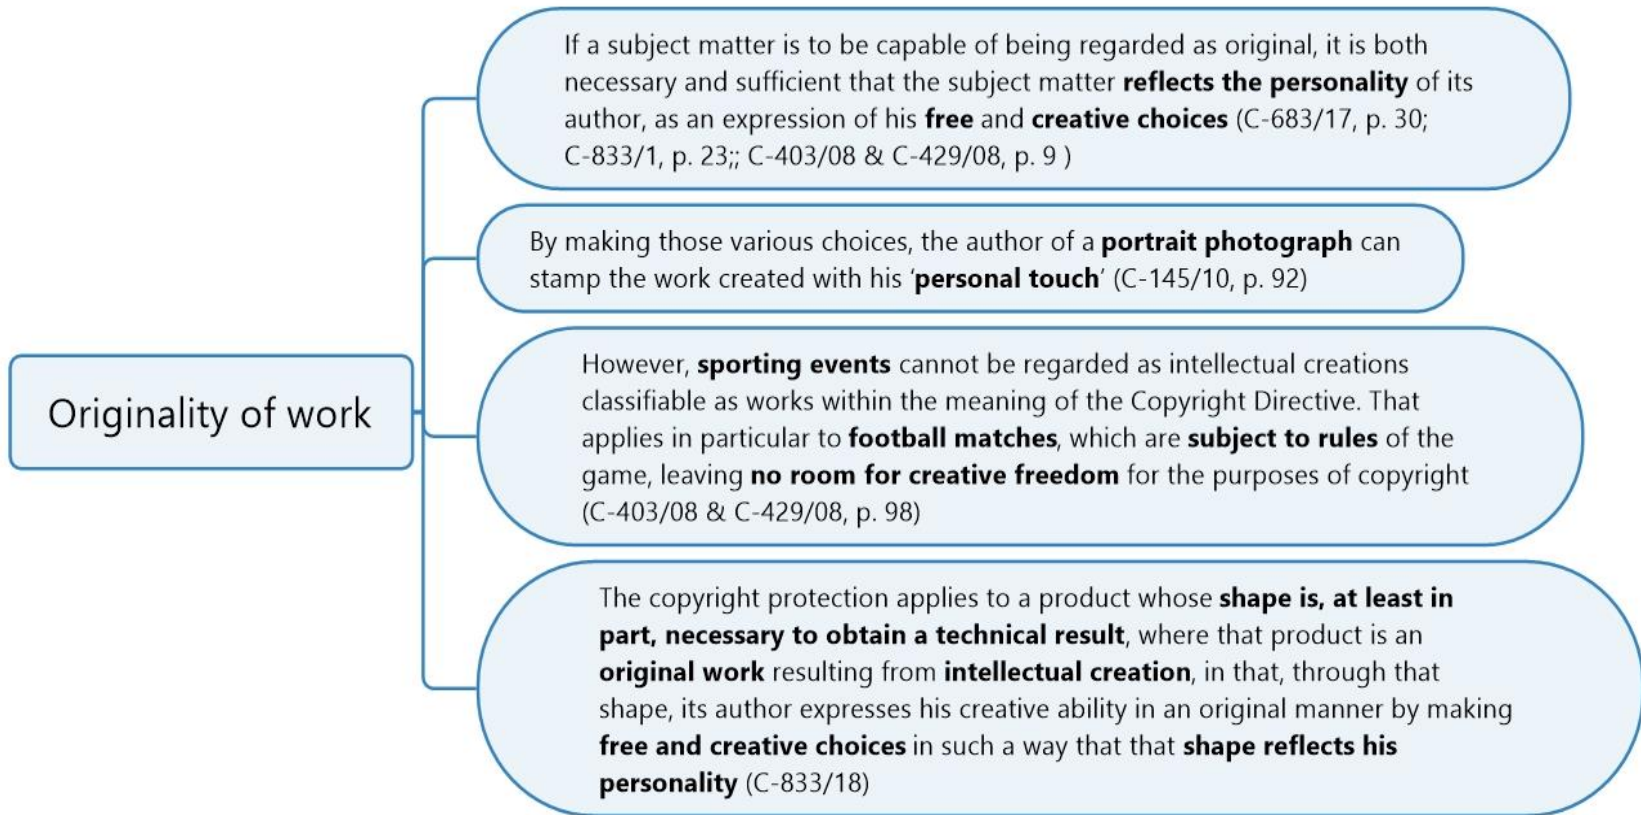 Originality of work
If a subject matter is to be capable of being regarded as original, it is both
necessary and sufficient that the subject matter reflects the personality of its
author, as an expression of his free and creative choices (C-683/17, p. 30;
C-833/1, p. 23;; C-403/08 & C-429/08, p. 9 )
By making those various choices, the author of a portrait photograph can
stamp the work created with his ‘personal touch’ (C-145/10, p. 92)
However, sporting events cannot be regarded as intellectual creations
classifiable as works within the meaning of the Copyright Directive. That
applies in particular to football matches, which are subject to rules of the
game, leaving no room for creative freedom for the purposes of copyright
(C-403/08 & C-429/08, p. 98)
The copyright protection applies to a product whose shape is, at least in
part, necessary to obtain a technical result, where that product is an
original work resulting from intellectual creation, in that, through that
shape, its author expresses his creative ability in an original manner by making
free and creative choices in such a way that that shape reflects his
personality (C-833/18)